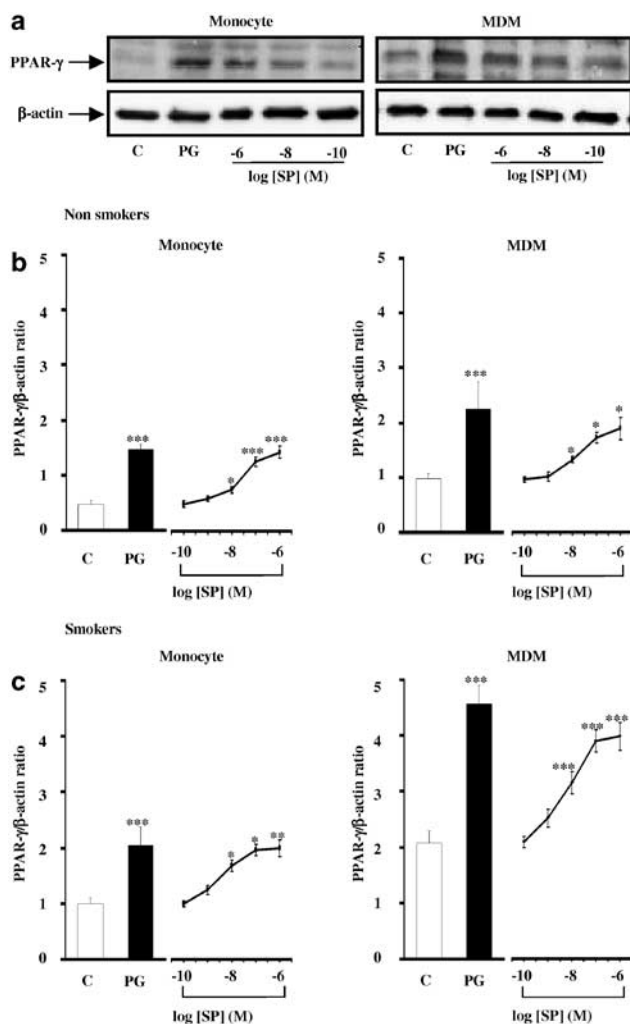 a
Monocyte MDM
PPAR-γ
β-actin
C PG -6 -8 -10 C PG -6 -8 -10
log [SP] (M) log [SP] (M)
Non smokers
b
Monocyte MDM
PPAR-γ/β-actin ratio
5
4
3
2
1
0
***
* *** ***
C PG -10 -8 -6
log [SP] (M)
PPAR-γ/β-actin ratio
5
4
3
2
1
0
***
* * *
C PG -10 -8 -6
log [SP] (M)
Smokers
c
Monocyte MDM
PPAR-γ/β-actin ratio
5
4
3
2
1
0
***
* * **
C PG -10 -8 -6
log [SP] (M)
PPAR-γ/β-actin ratio
5
4
3
2
1
0
***
*** *** ***
C PG -10 -8 -6
log [SP] (M)